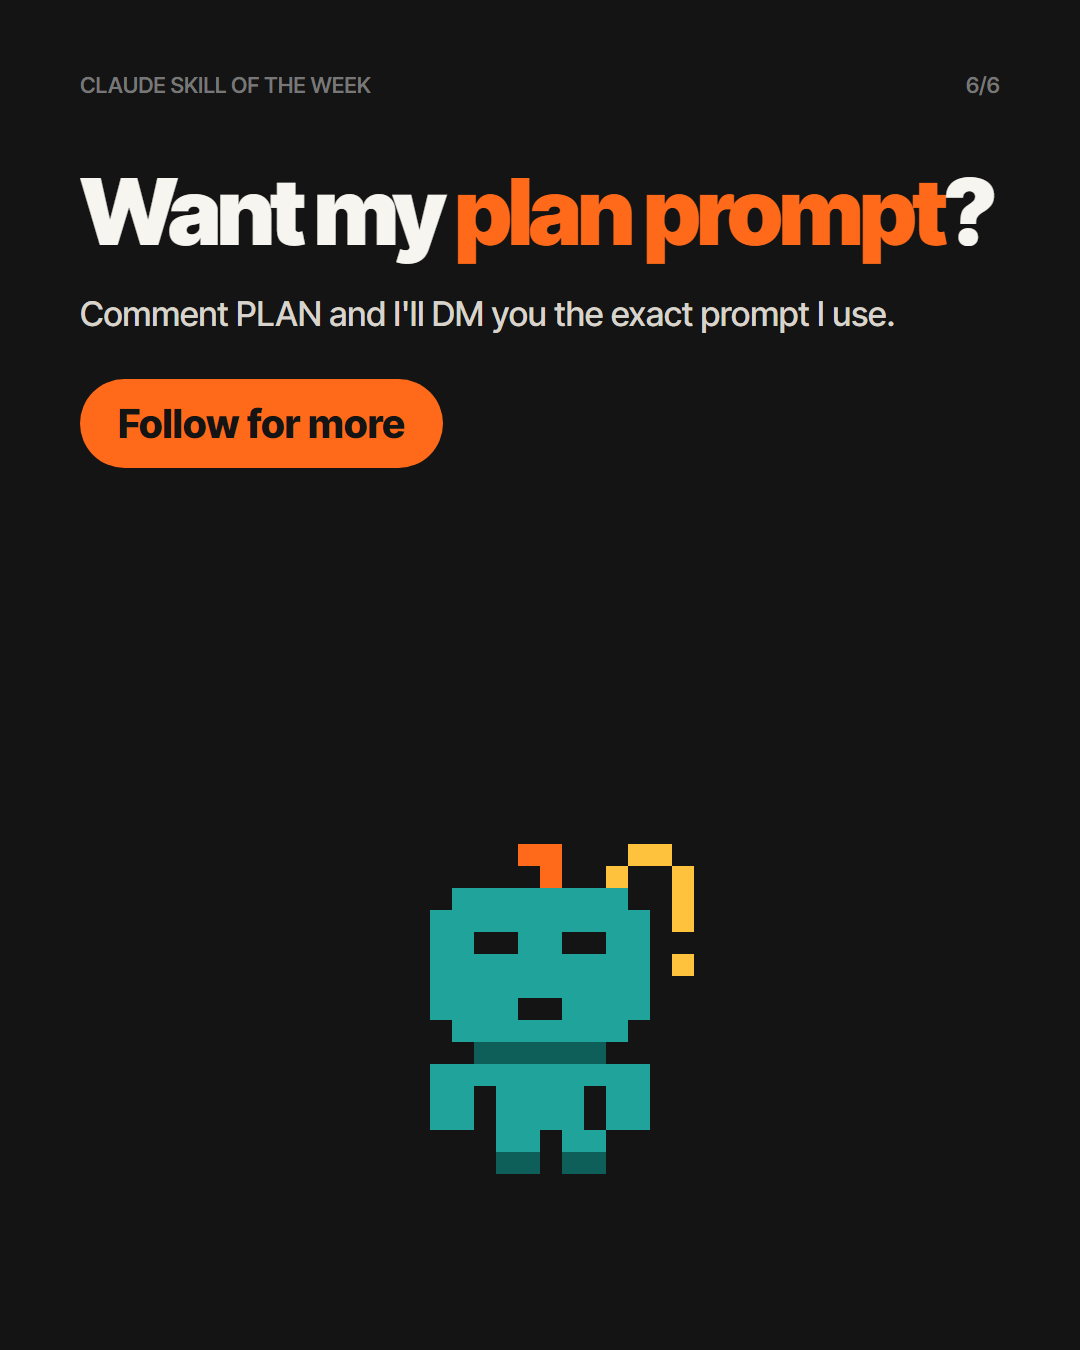 CLAUDE SKILL OF THE WEEK
6/6
Want my plan prompt?
Comment PLAN and I'll DM you the exact prompt I use.
Follow for more